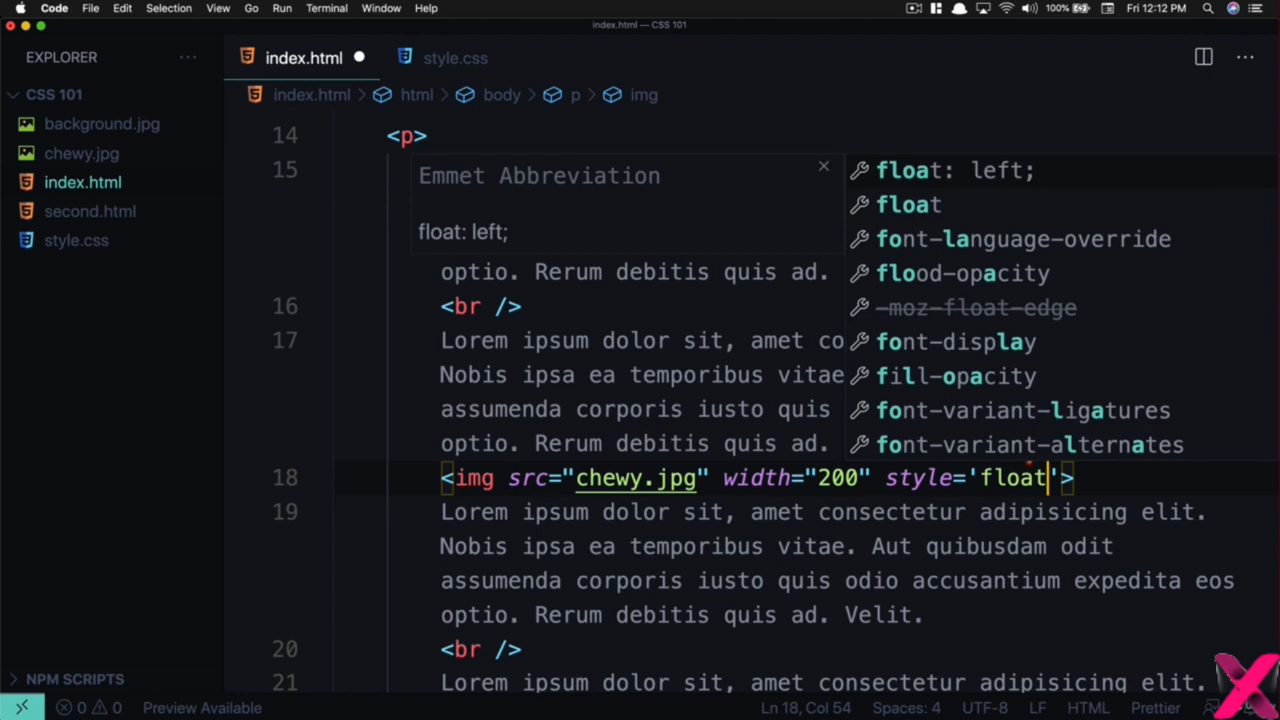 Code File Edit Selection View Go Run Terminal Window Help 100% Fri 12:12 PM
index.html — CSS 101
EXPLORER
index.html style.css
CSS 101
index.html > html > body > p > img
background.jpg
chewy.jpg
index.html
second.html
style.css
14 <p>
15
Emmet Abbreviation
float: left;
float: left;
float
font-language-override
flood-opacity
-moz-float-edge
font-display
fill-opacity
font-variant-ligatures
font-variant-alternates
optio. Rerum debitis quis ad.
16 <br />
17 Lorem ipsum dolor sit, amet co
Nobis ipsa ea temporibus vitae
assumenda corporis iusto quis
optio. Rerum debitis quis ad.
18 <img src="chewy.jpg" width="200" style='float'>
19 Lorem ipsum dolor sit, amet consectetur adipisicing elit.
Nobis ipsa ea temporibus vitae. Aut quibusdam odit
assumenda corporis iusto quis odio accusantium expedita eos
optio. Rerum debitis quis ad. Velit.
20 <br />
21 Lorem ipsum dolor sit, amet consectetur adipisicing elit.
NPM SCRIPTS
0 0 Preview Available Ln 18, Col 54 Spaces: 4 UTF-8 LF HTML Prettier